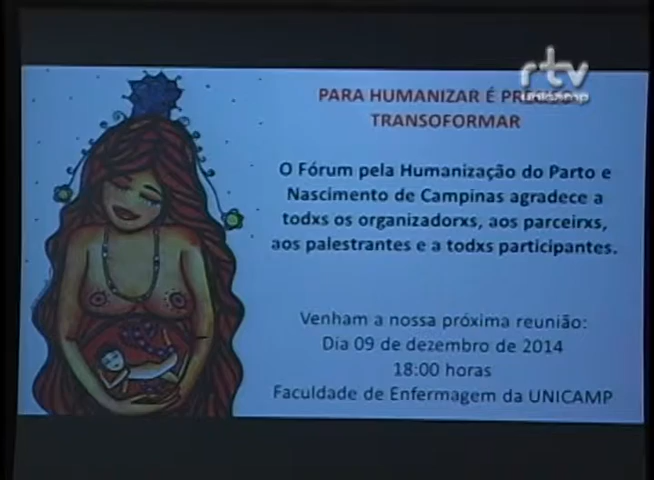 rtv
unicamp
PARA HUMANIZAR É PRECISO
TRANSOFORMAR
O Fórum pela Humanização do Parto e
Nascimento de Campinas agradece a
todxs os organizadorxs, aos parceirxs,
aos palestrantes e a todxs participantes.
Venham a nossa próxima reunião:
Dia 09 de dezembro de 2014
18:00 horas
Faculdade de Enfermagem da UNICAMP